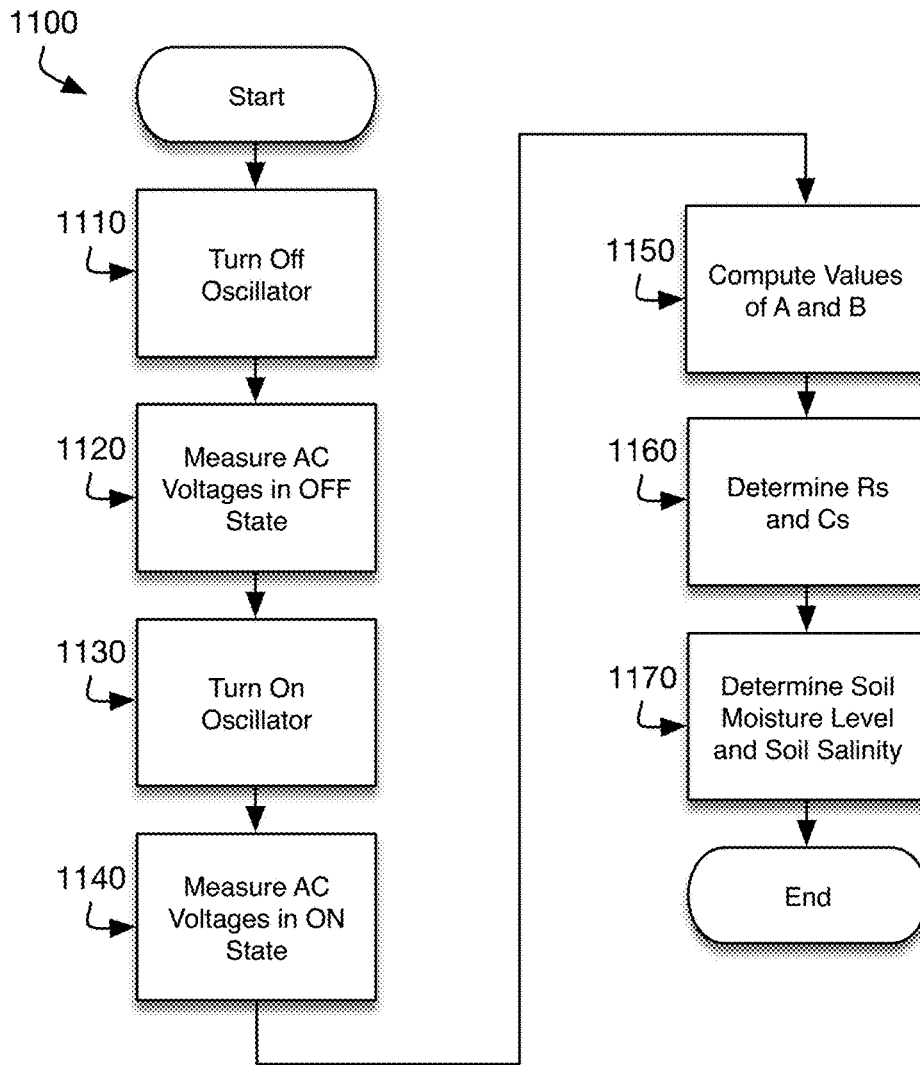 1100
Start
1110
Turn Off
Oscillator
1120
Measure AC
Voltages in OFF
State
1130
Turn On
Oscillator
1140
Measure AC
Voltages in ON
State
1150
Compute Values
of A and B
1160
Determine Rs
and Cs
1170
Determine Soil
Moisture Level
and Soil Salinity
End